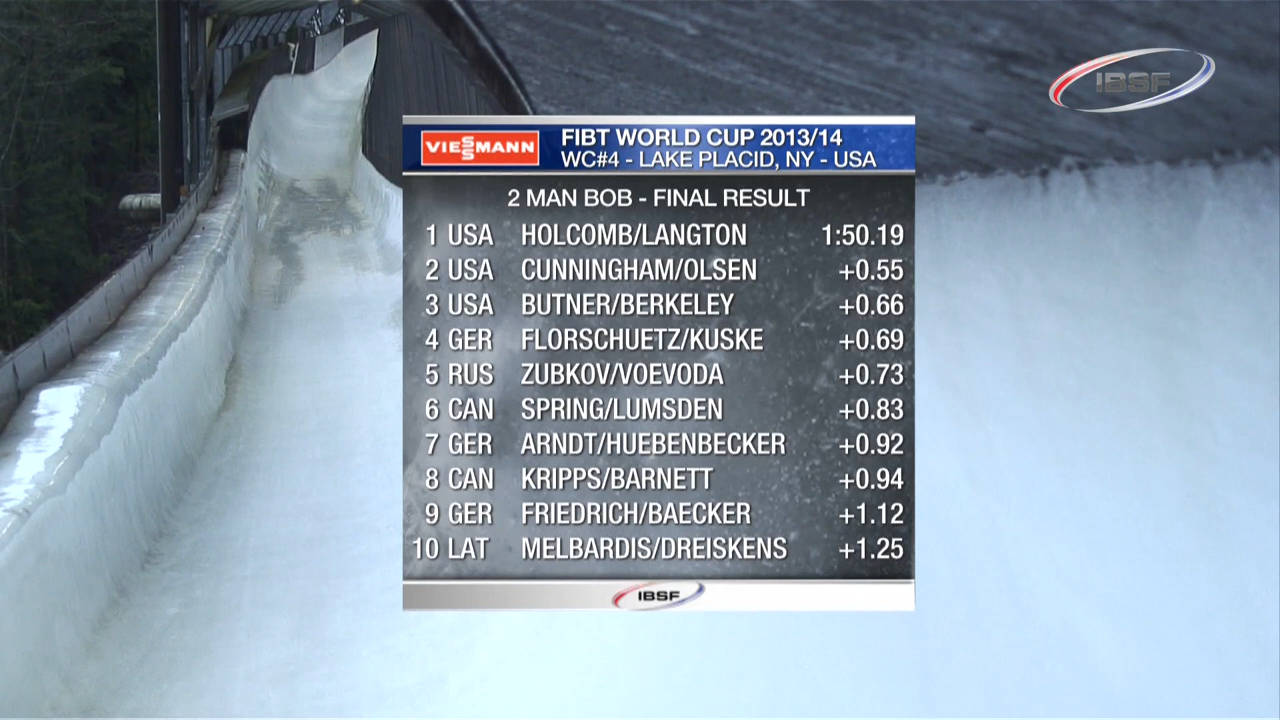 IBSF
VIESSMANN
FIBT WORLD CUP 2013/14
WC#4 - LAKE PLACID, NY - USA
2 MAN BOB - FINAL RESULT
1 USA HOLCOMB/LANGTON 1:50.19
2 USA CUNNINGHAM/OLSEN +0.55
3 USA BUTNER/BERKELEY +0.66
4 GER FLORSCHUETZ/KUSKE +0.69
5 RUS ZUBKOV/VOEVODA +0.73
6 CAN SPRING/LUMSDEN +0.83
7 GER ARNDT/HUEBENBECKER +0.92
8 CAN KRIPPS/BARNETT +0.94
9 GER FRIEDRICH/BAECKER +1.12
10 LAT MELBARDIS/DREISKENS +1.25
IBSF